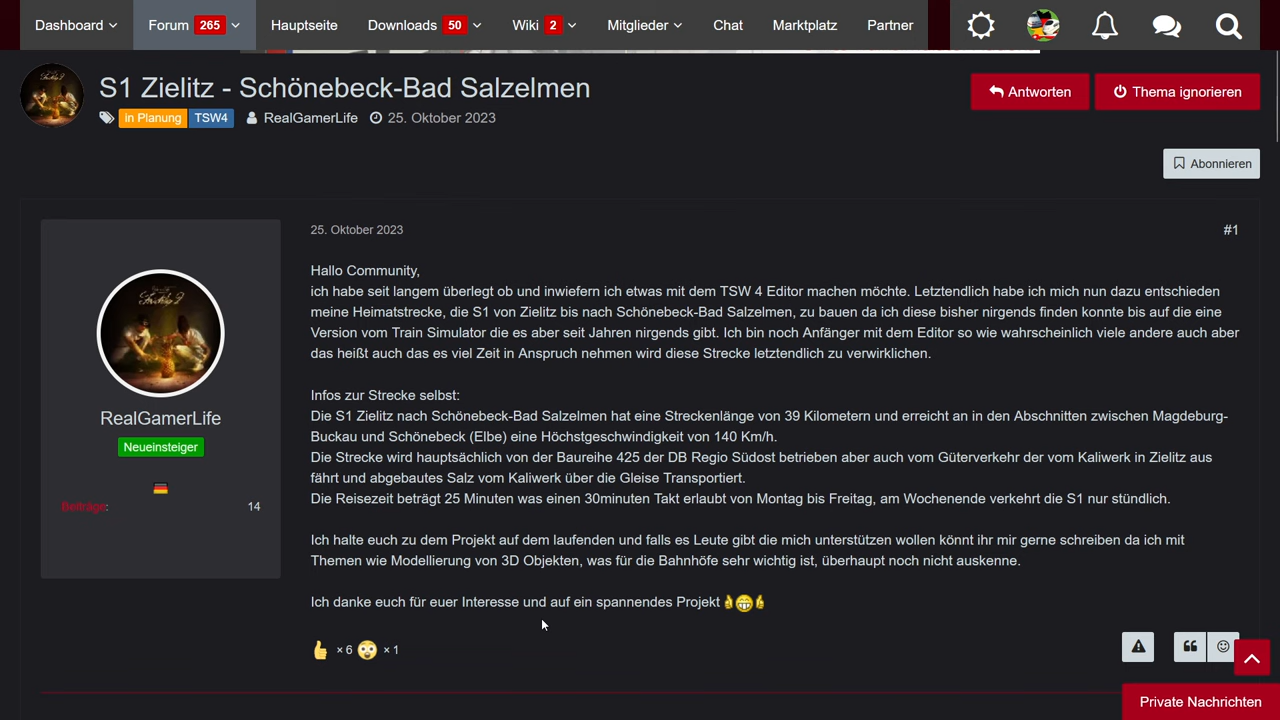 Dashboard
Forum 265
Hauptseite
Downloads 50
Wiki 2
Mitglieder
Chat
Marktplatz
Partner
S1 Zielitz - Schönebeck-Bad Salzelmen
in Planung TSW4 RealGamerLife 25. Oktober 2023
Antworten
Thema ignorieren
Abonnieren
RealGamerLife
Neueinsteiger
Beiträge: 14
25. Oktober 2023 #1
Hallo Community,
ich habe seit langem überlegt ob und inwiefern ich etwas mit dem TSW 4 Editor machen möchte. Letztendlich habe ich mich nun dazu entschieden
meine Heimatstrecke, die S1 von Zielitz bis nach Schönebeck-Bad Salzelmen, zu bauen da ich diese bisher nirgends finden konnte bis auf die eine
Version vom Train Simulator die es aber seit Jahren nirgends gibt. Ich bin noch Anfänger mit dem Editor so wie wahrscheinlich viele andere auch aber
das heißt auch das es viel Zeit in Anspruch nehmen wird diese Strecke letztendlich zu verwirklichen.
Infos zur Strecke selbst:
Die S1 Zielitz nach Schönebeck-Bad Salzelmen hat eine Streckenlänge von 39 Kilometern und erreicht an in den Abschnitten zwischen Magdeburg-
Buckau und Schönebeck (Elbe) eine Höchstgeschwindigkeit von 140 Km/h.
Die Strecke wird hauptsächlich von der Baureihe 425 der DB Regio Südost betrieben aber auch vom Güterverkehr der vom Kaliwerk in Zielitz aus
fährt und abgebautes Salz vom Kaliwerk über die Gleise Transportiert.
Die Reisezeit beträgt 25 Minuten was einen 30minuten Takt erlaubt von Montag bis Freitag, am Wochenende verkehrt die S1 nur stündlich.
Ich halte euch zu dem Projekt auf dem laufenden und falls es Leute gibt die mich unterstützen wollen könnt ihr mir gerne schreiben da ich mit
Themen wie Modellierung von 3D Objekten, was für die Bahnhöfe sehr wichtig ist, überhaupt noch nicht auskenne.
Ich danke euch für euer Interesse und auf ein spannendes Projekt
× 6 × 1
Private Nachrichten